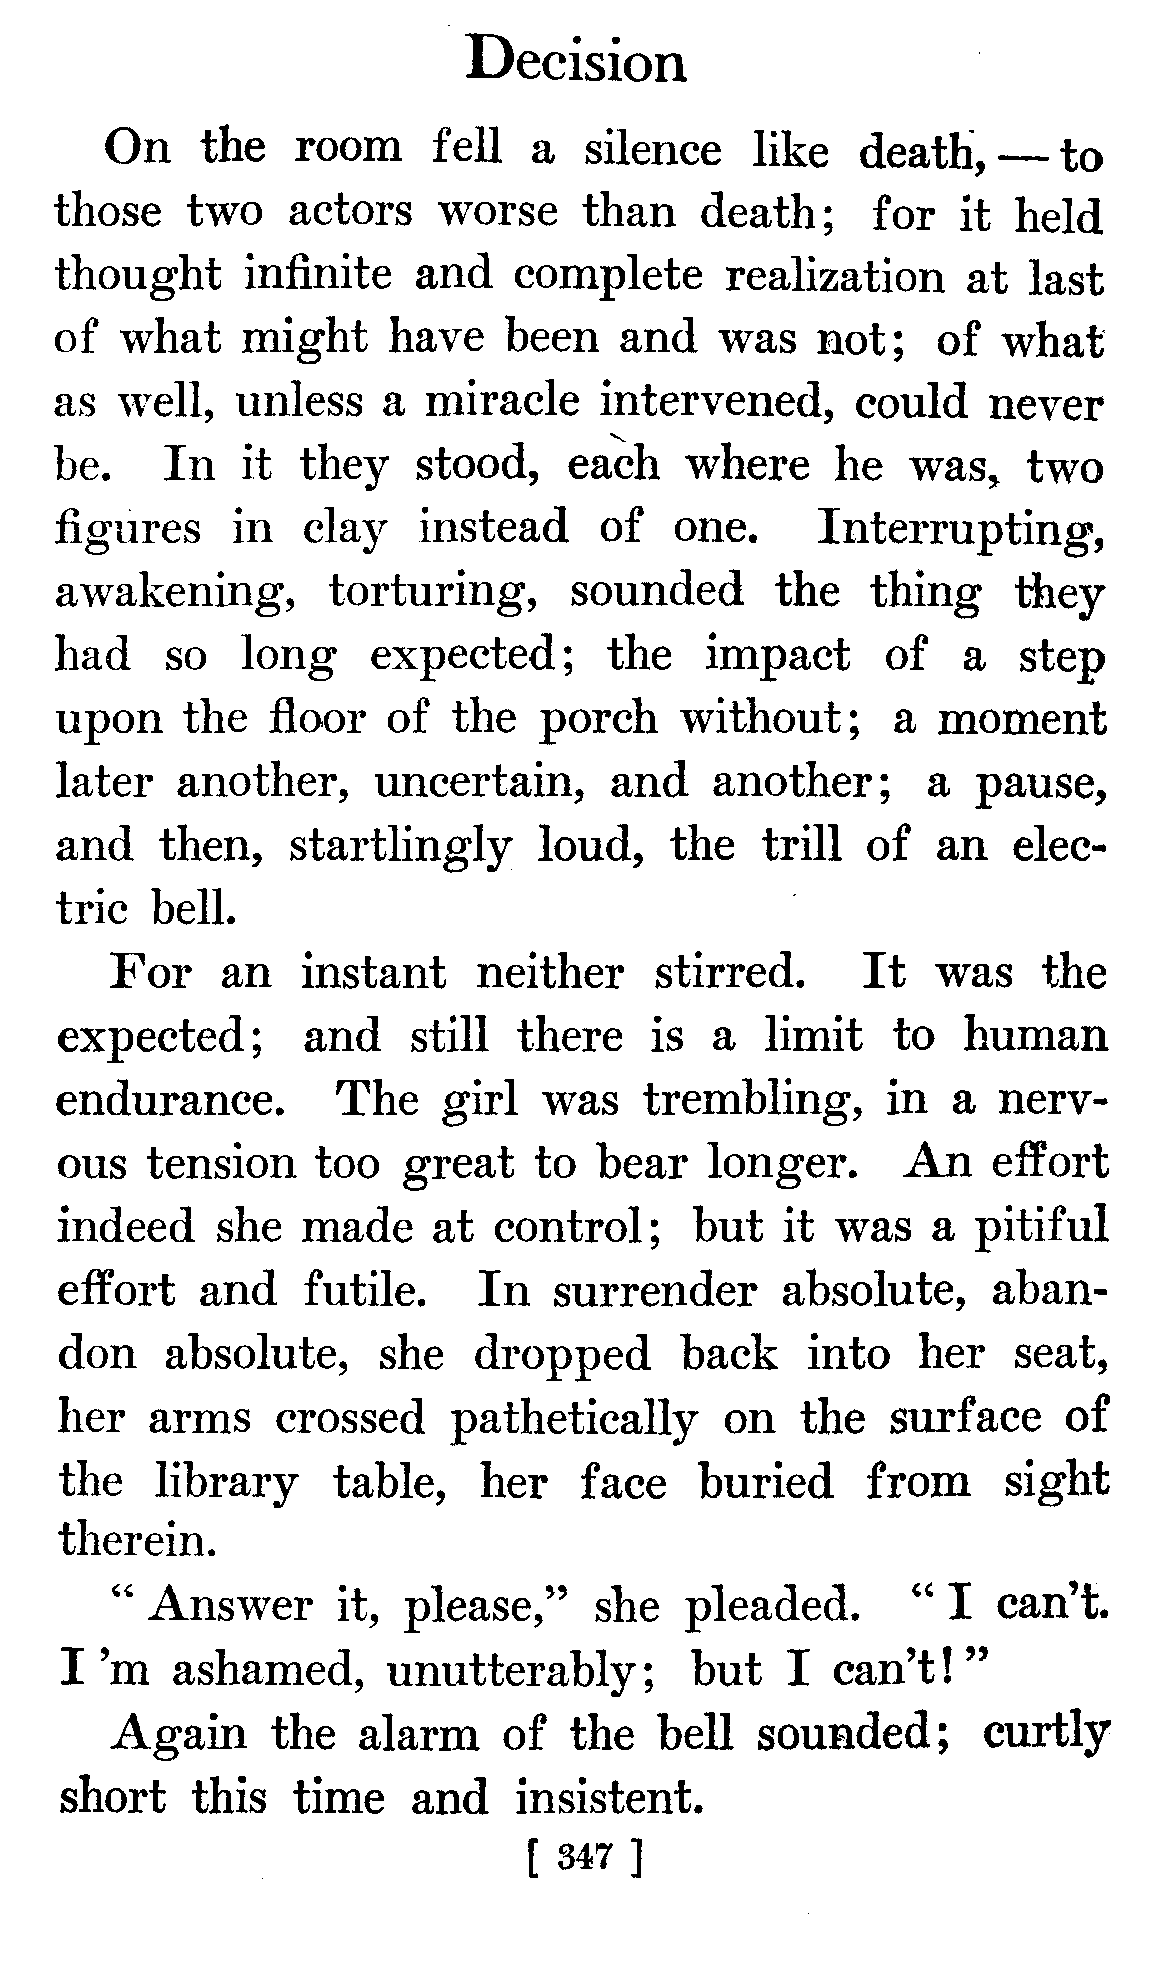 Decision
On the room fell a silence like death, — to
those two actors worse than death; for it held
thought infinite and complete realization at last
of what might have been and was not; of what
as well, unless a miracle intervened, could never
be. In it they stood, each where he was, two
figures in clay instead of one. Interrupting,
awakening, torturing, sounded the thing they
had so long expected; the impact of a step
upon the floor of the porch without; a moment
later another, uncertain, and another; a pause,
and then, startlingly loud, the trill of an elec-
tric bell.
For an instant neither stirred. It was the
expected; and still there is a limit to human
endurance. The girl was trembling, in a nerv-
ous tension too great to bear longer. An effort
indeed she made at control; but it was a pitiful
effort and futile. In surrender absolute, aban-
don absolute, she dropped back into her seat,
her arms crossed pathetically on the surface of
the library table, her face buried from sight
therein.
“ Answer it, please,” she pleaded. “ I can’t.
I ’m ashamed, unutterably; but I can’t! ”
Again the alarm of the bell sounded; curtly
short this time and insistent.
[ 347 ]